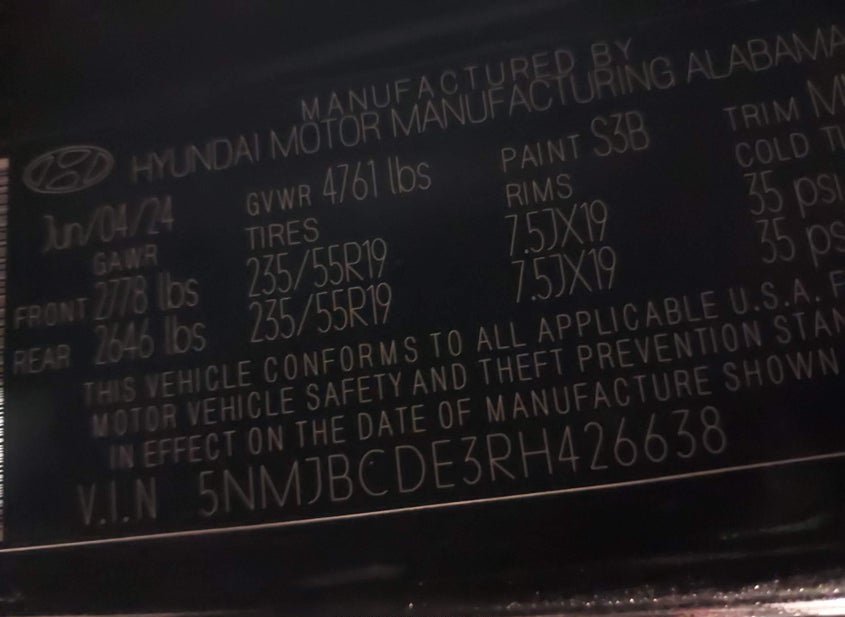 MANUFACTURED BY
HYUNDAI MOTOR MANUFACTURING ALABAMA
Jun/04/24 GVWR 4761 lbs PAINT S3B TRIM
GAWR TIRES RIMS COLD
FRONT 2778 lbs 235/55R19 7.5JX19 35 psi
REAR 2646 lbs 235/55R19 7.5JX19 35 ps
THIS VEHICLE CONFORMS TO ALL APPLICABLE U.S.A. F
MOTOR VEHICLE SAFETY AND THEFT PREVENTION STAN
IN EFFECT ON THE DATE OF MANUFACTURE SHOWN
V.I.N 5NMJBCDE3RH426638